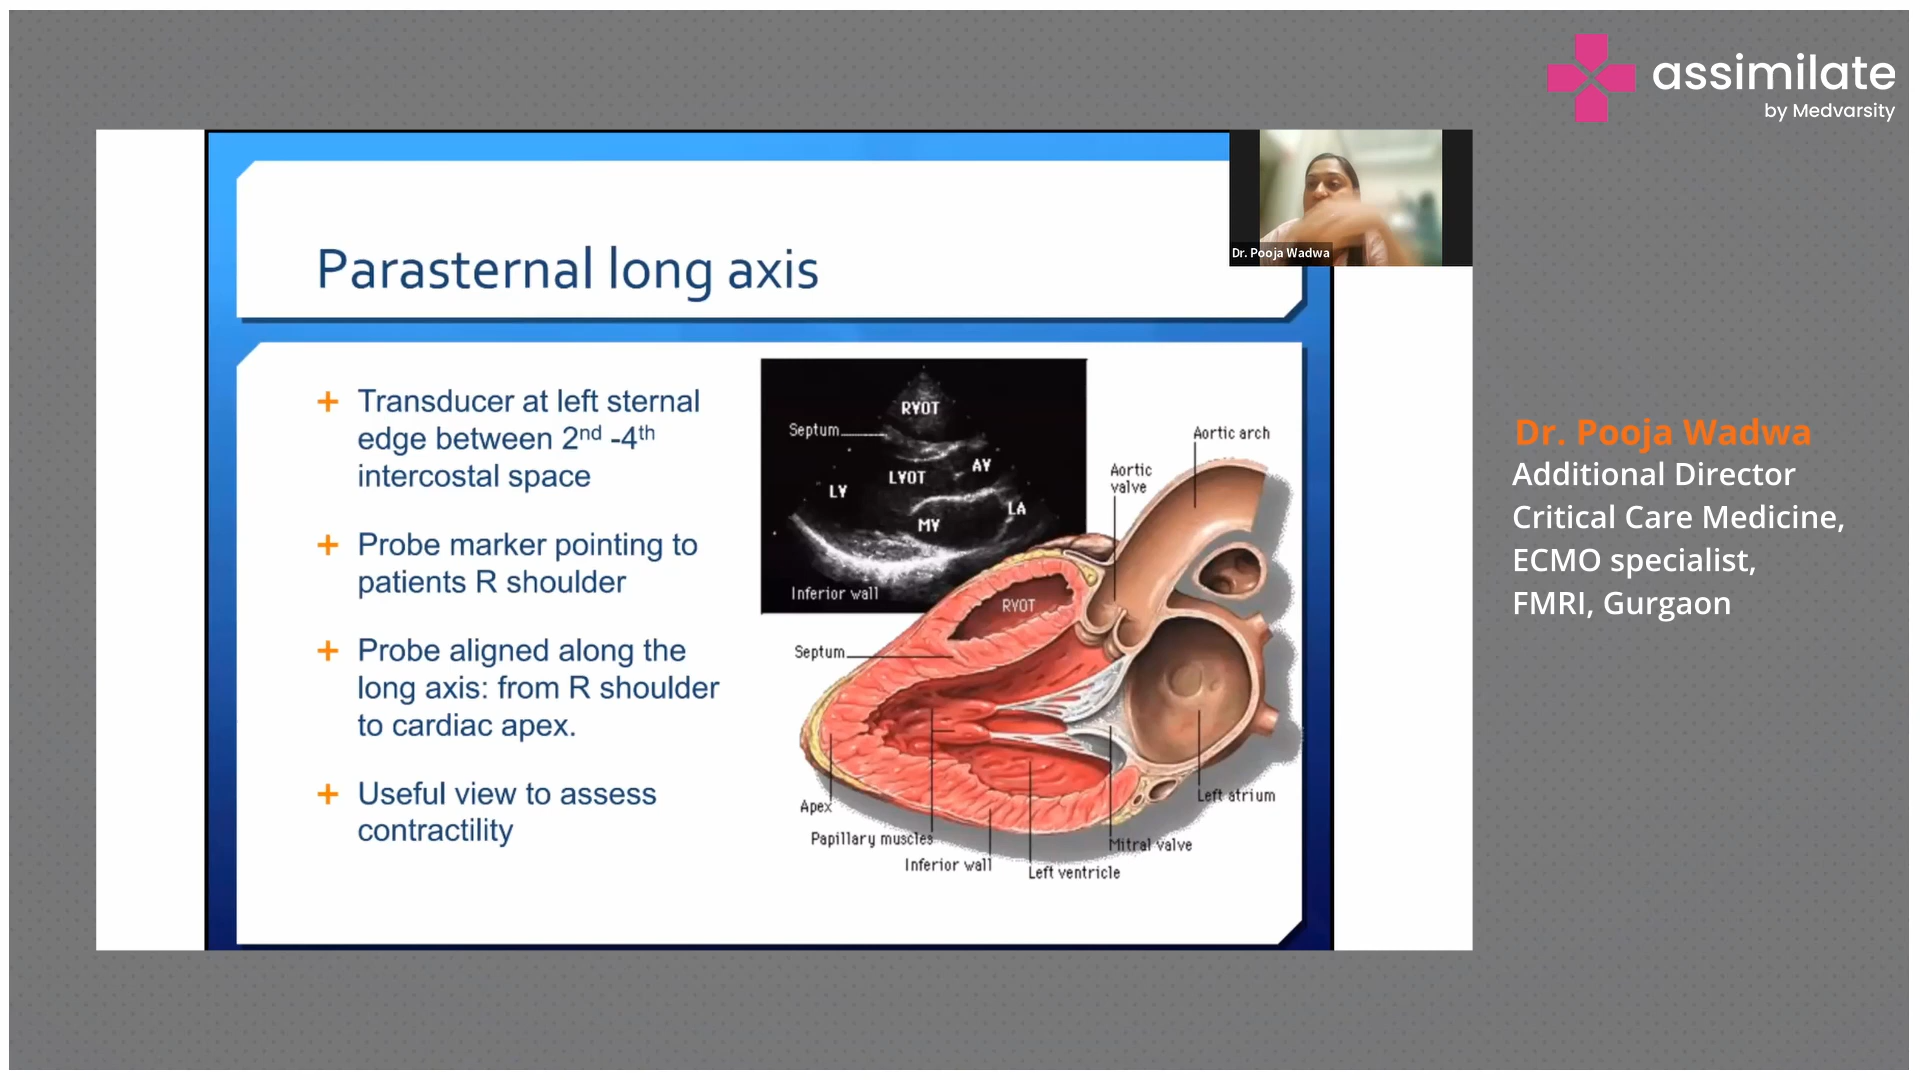 assimilate
by Medvarsity
Dr. Pooja Wadwa
Parasternal long axis
Transducer at left sternal
edge between 2nd -4th
intercostal space
Probe marker pointing to
patients R shoulder
Probe aligned along the
long axis: from R shoulder
to cardiac apex.
Useful view to assess
contractility
RVOT
Septum
LVOT
AV
LV
MV
LA
Inferior wall
Aortic arch
Aortic
valve
RVOT
Septum
Apex
Papillary muscles
Inferior wall
Left ventricle
Mitral valve
Left atrium
Dr. Pooja Wadwa
Additional Director
Critical Care Medicine,
ECMO specialist,
FMRI, Gurgaon